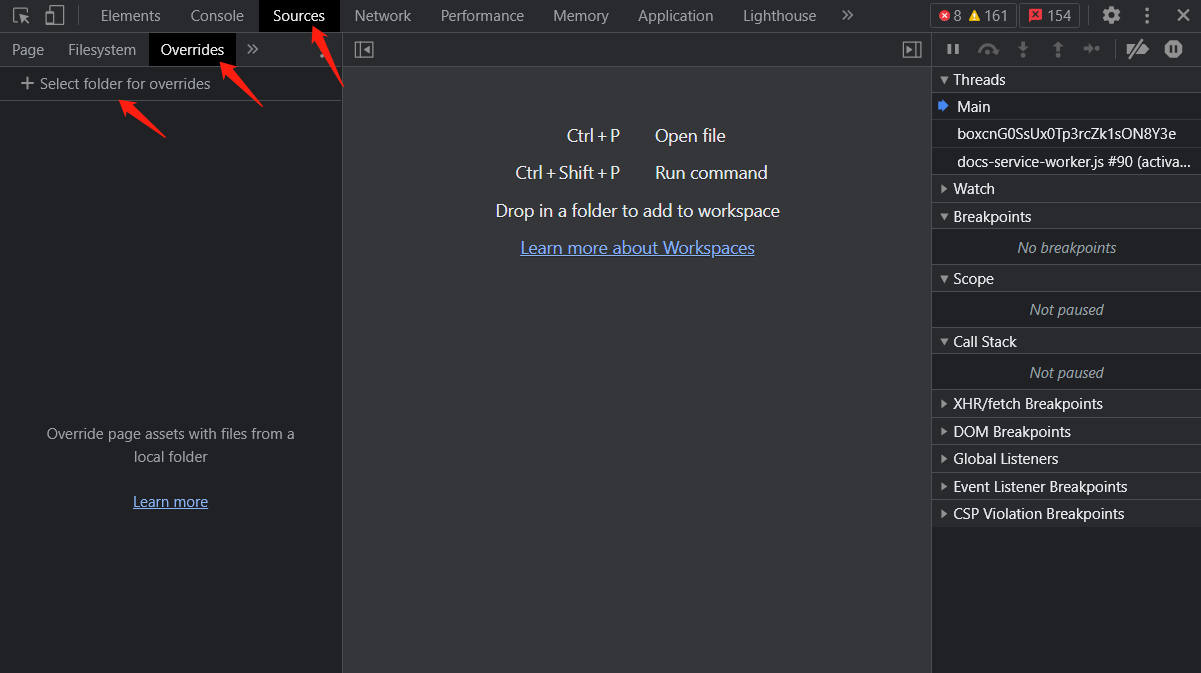 Elements Console Sources Network Performance Memory Application Lighthouse 8 161 154
Page Filesystem Overrides
Select folder for overrides
Override page assets with files from a
local folder
Learn more
Ctrl + P Open file
Ctrl + Shift + P Run command
Drop in a folder to add to workspace
Learn more about Workspaces
Threads
Main
boxcnG0SsUx0Tp3rcZk1sON8Y3e
docs-service-worker.js #90 (activa...
Watch
Breakpoints
No breakpoints
Scope
Not paused
Call Stack
Not paused
XHR/fetch Breakpoints
DOM Breakpoints
Global Listeners
Event Listener Breakpoints
CSP Violation Breakpoints